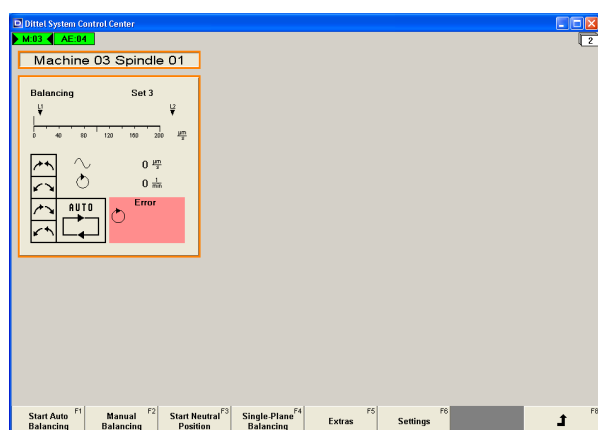 Dittel System Control Center
M:03 AE:04 2
Machine 03 Spindle 01
Balancing Set 3
L1 L2
0 40 80 120 160 200 µm/s
0 µm/s
0 1/min
AUTO Error
F1 F2 F3 F4 F5 F6 F8
Start Auto Manual Start Neutral Single-Plane Extras Settings
Balancing Balancing Position Balancing